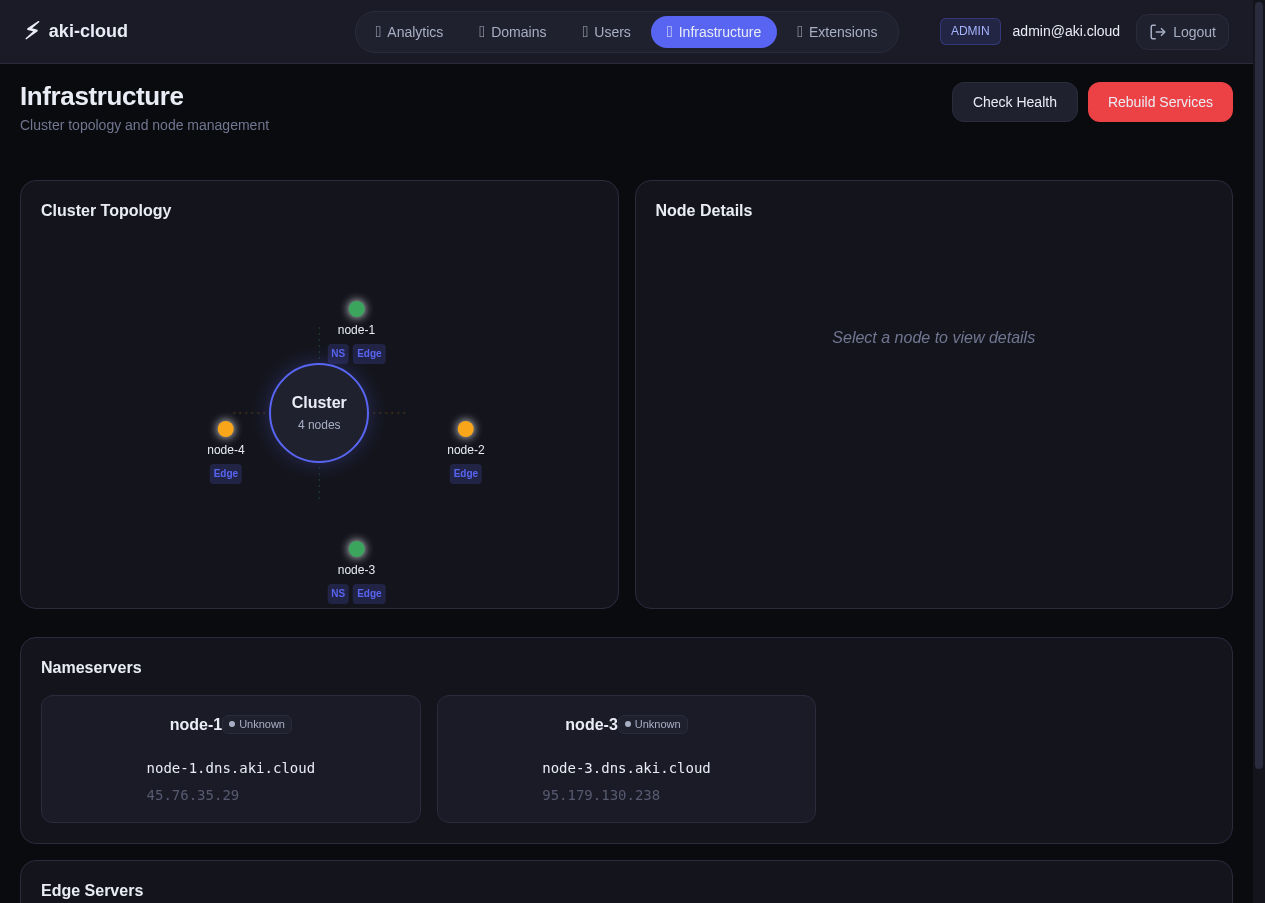 aki-cloud
Analytics
Domains
Users
Infrastructure
Extensions
ADMIN
admin@aki.cloud
Logout
Infrastructure
Cluster topology and node management
Check Health
Rebuild Services
Cluster Topology
node-1
NS Edge
Cluster
4 nodes
node-4
Edge
node-2
Edge
node-3
NS Edge
Node Details
Select a node to view details
Nameservers
node-1 Unknown
node-1.dns.aki.cloud
45.76.35.29
node-3 Unknown
node-3.dns.aki.cloud
95.179.130.238
Edge Servers